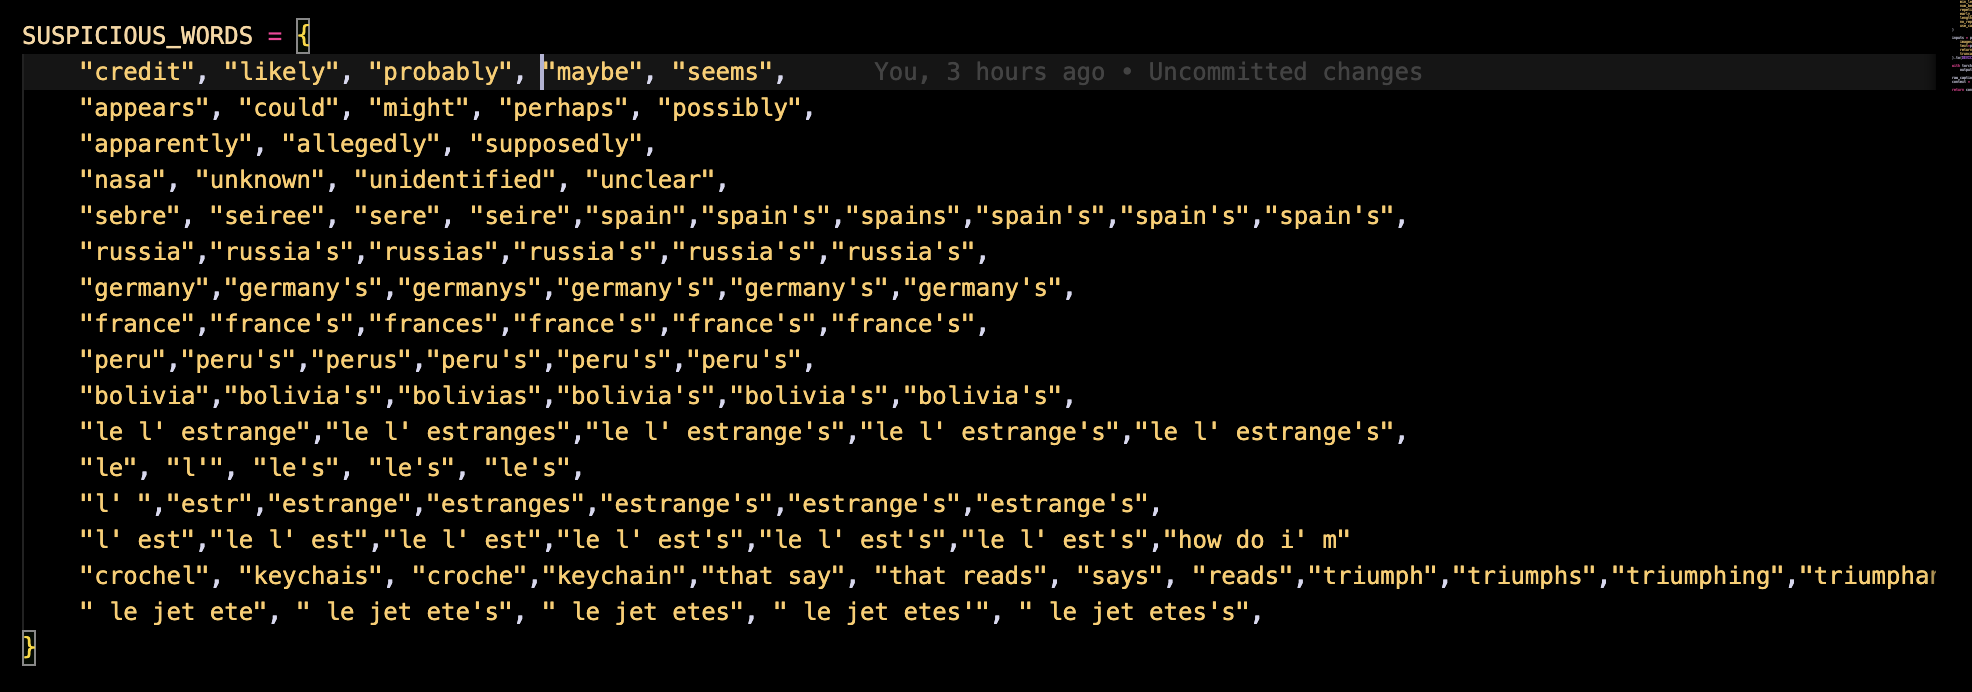 SUSPICIOUS_WORDS = {
    "credit", "likely", "probably", "maybe", "seems", You, 3 hours ago • Uncommitted changes
    "appears", "could", "might", "perhaps", "possibly",
    "apparently", "allegedly", "supposedly",
    "nasa", "unknown", "unidentified", "unclear",
    "sebre", "seiree", "sere", "seire","spain","spain's","spains","spain's","spain's","spain's",
    "russia","russia's","russias","russia's","russia's","russia's",
    "germany","germany's","germanys","germany's","germany's","germany's",
    "france","france's","frances","france's","france's","france's",
    "peru","peru's","perus","peru's","peru's","peru's",
    "bolivia","bolivia's","bolivias","bolivia's","bolivia's","bolivia's",
    "le l' estrange","le l' estranges","le l' estrange's","le l' estrange's","le l' estrange's",
    "le", "l'", "le's", "le's", "le's",
    "l' ","estr","estrange","estranges","estrange's","estrange's","estrange's",
    "l' est","le l' est","le l' est","le l' est's","le l' est's","le l' est's","how do i' m"
    "crochel", "keychais", "croche","keychain","that say", "that reads", "says", "reads","triumph","triumphs","triumphing",
    " le jet ete", " le jet ete's", " le jet etes", " le jet etes'", " le jet etes's",
}